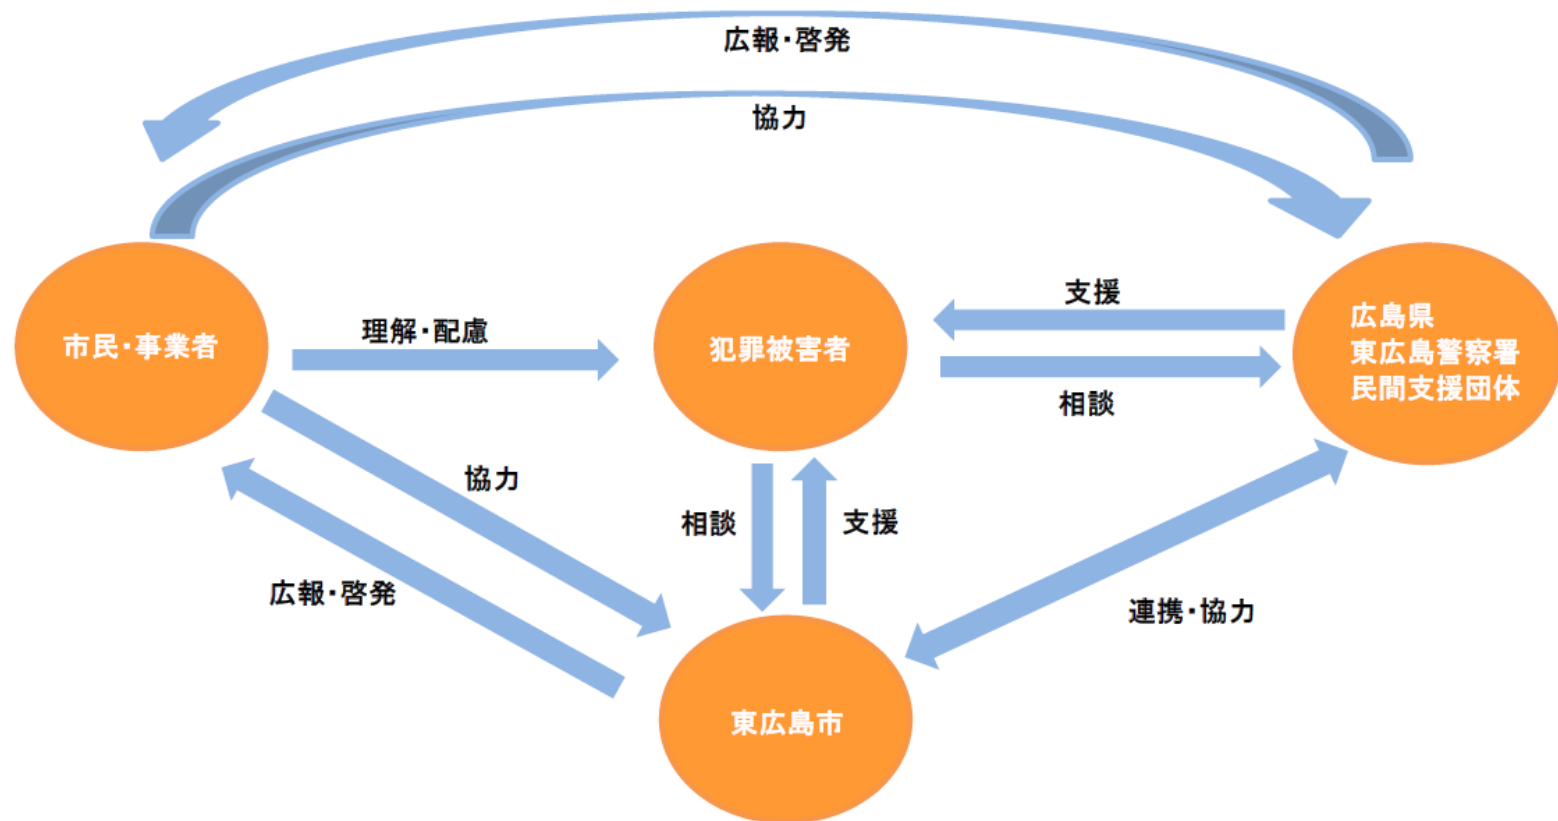 広報・啓発
協力
市民・事業者
理解・配慮
犯罪被害者
支援
相談
広島県
東広島警察署
民間支援団体
協力
広報・啓発
相談
支援
連携・協力
東広島市